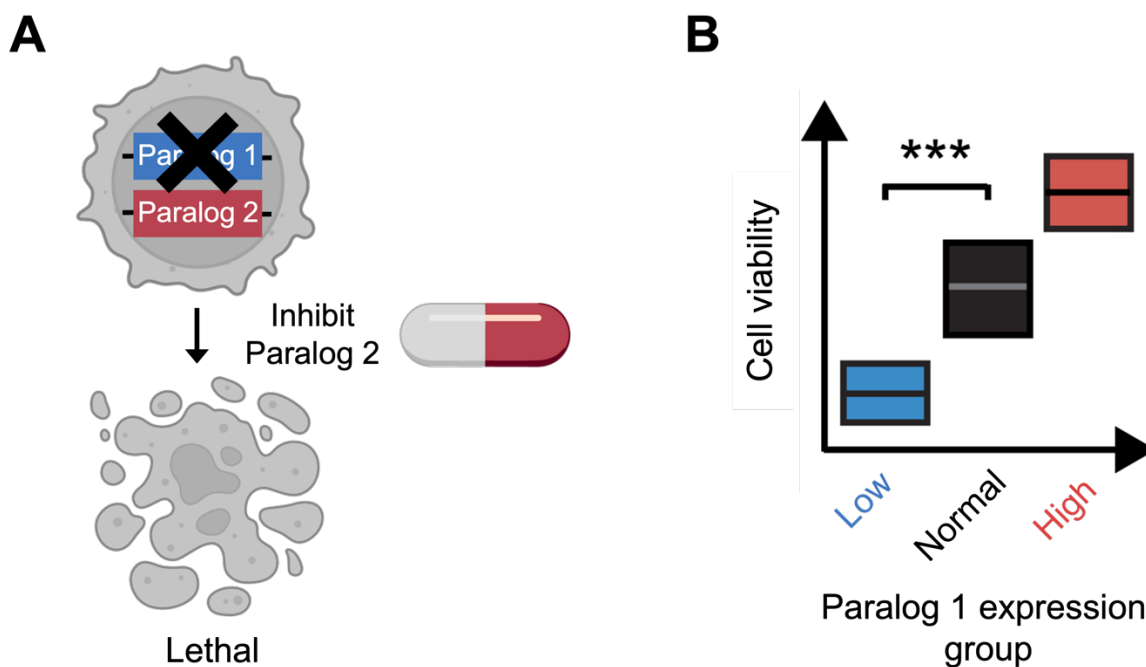 A
Paralog 1
Paralog 2
Inhibit
Paralog 2
Lethal
B
***
Cell viability
Low
Normal
High
Paralog 1 expression
group